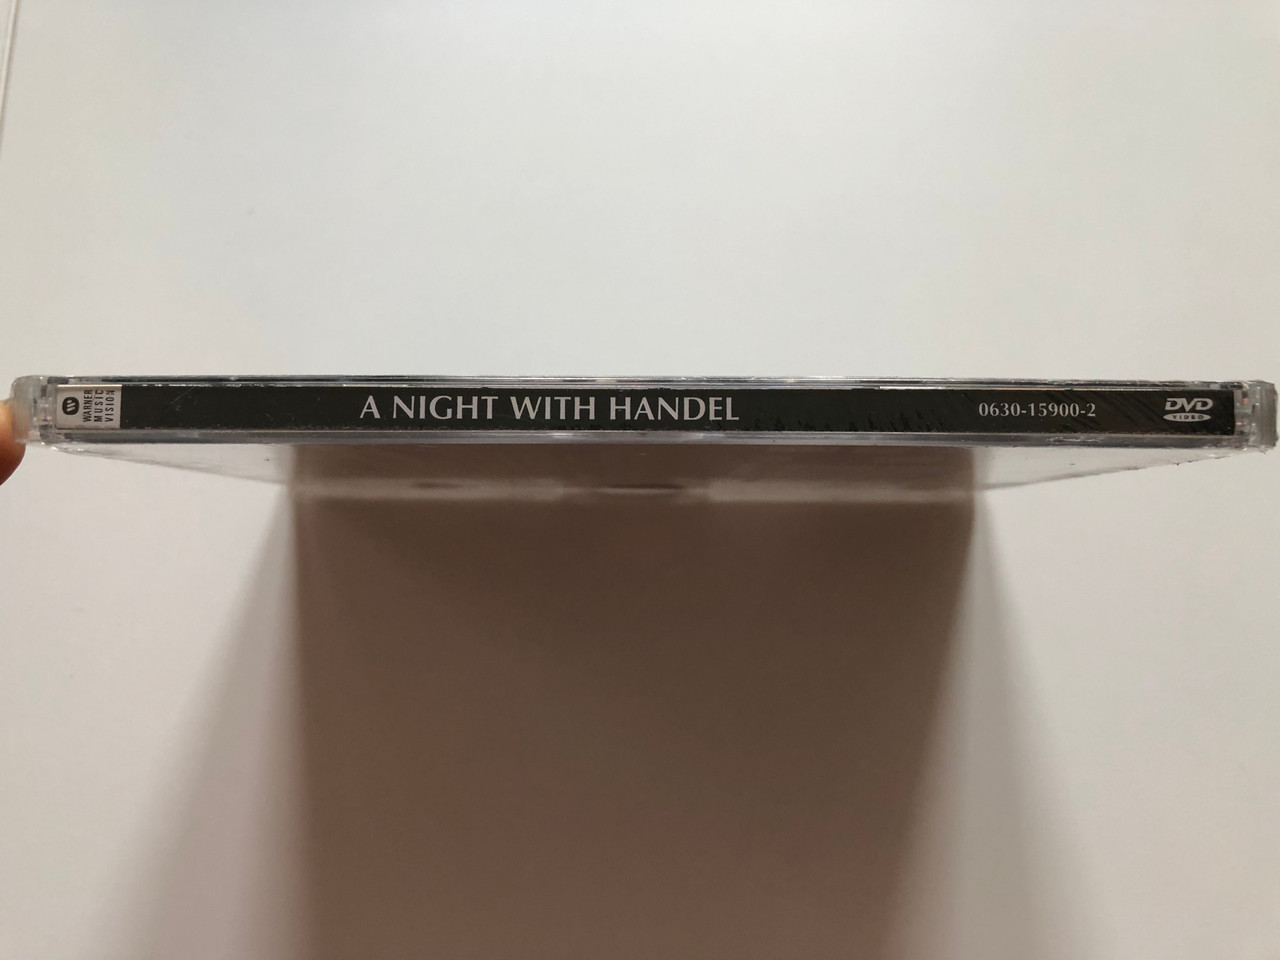 WARNER
MUSIC
VISION
A NIGHT WITH HANDEL
0630-15900-2
DVD
VIDEO